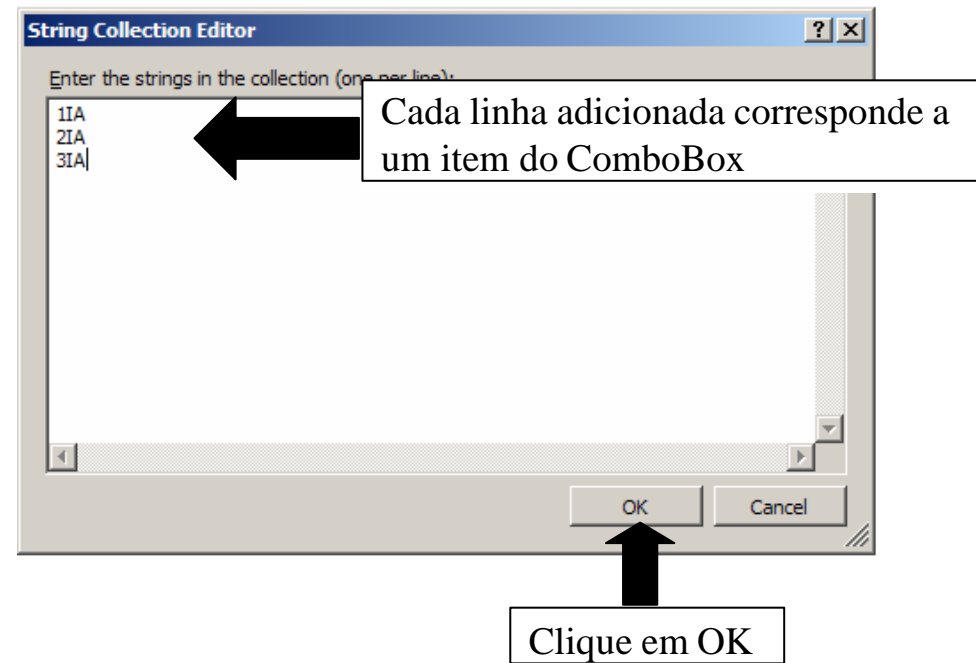 String Collection Editor
Enter the strings in the collection (one per line):
1IA
2IA
3IA
Cada linha adicionada corresponde a
um item do ComboBox
OK
Cancel
Clique em OK